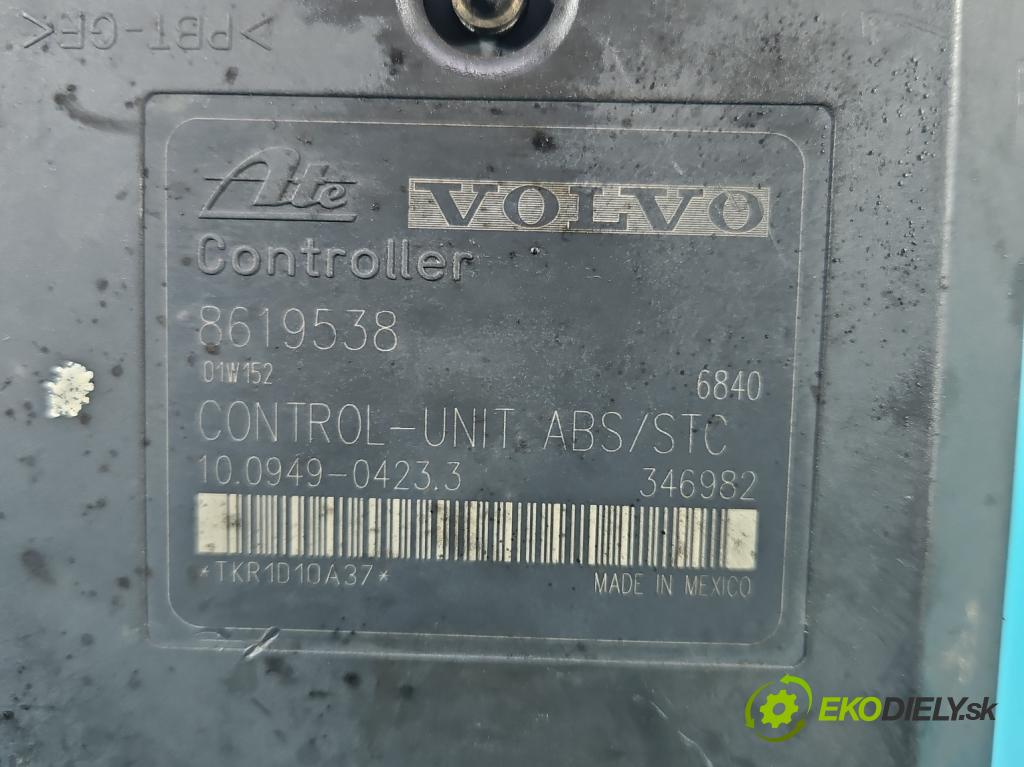 >PBT-GF<
Ate VOLVO
Controller
8619538
01W152 6840
CONTROL-UNIT ABS/STC
10.0949-0423.3 346982
*TKR1D10A37* MADE IN MEXICO
EKODIELY.sk